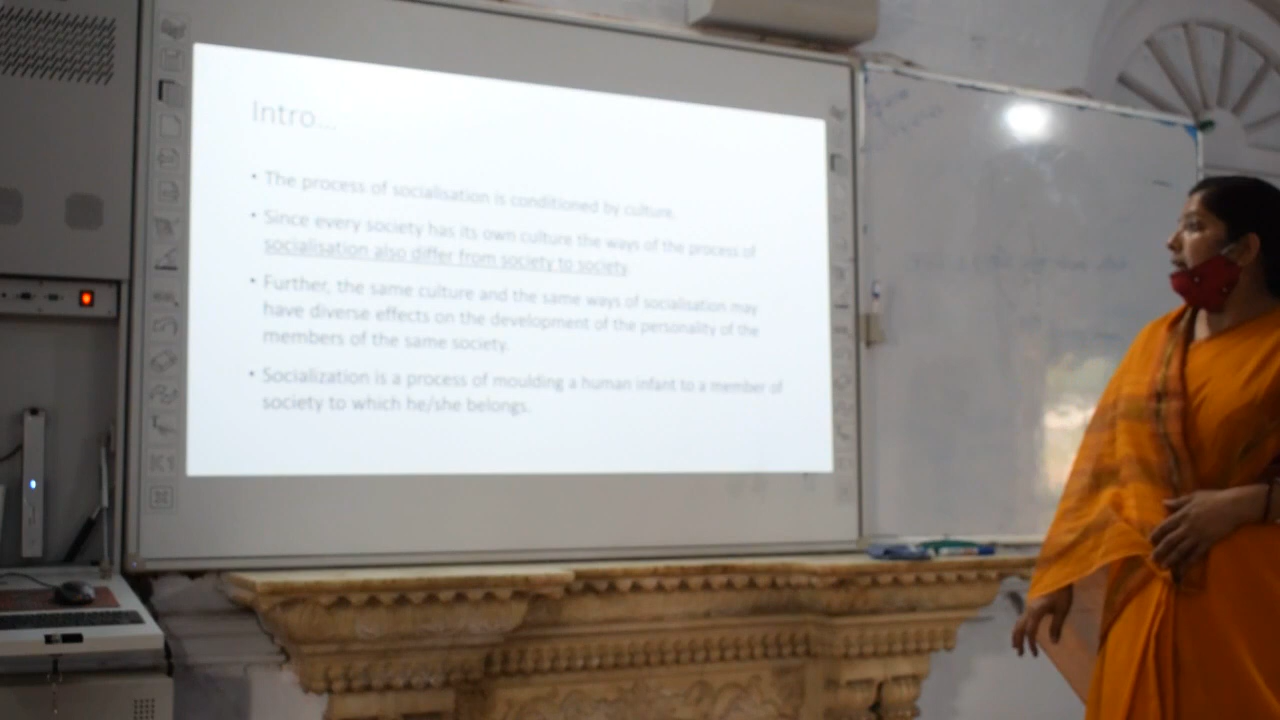 Intro...
• The process of socialisation is conditioned by culture.
• Since every society has its own culture the ways of the process of
socialisation also differ from society to society
• Further, the same culture and the same ways of socialisation may
have diverse effects on the development of the personality of the
members of the same society.
• Socialization is a process of moulding a human infant to a member of
society to which he/she belongs.